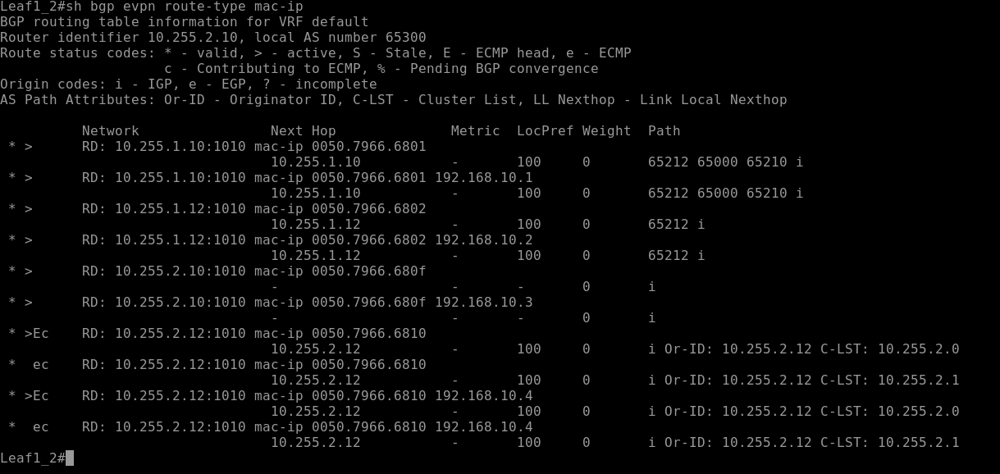 Leaf1_2#sh bgp evpn route-type mac-ip
BGP routing table information for VRF default
Router identifier 10.255.2.10, local AS number 65300
Route status codes: * - valid, > - active, S - Stale, E - ECMP head, e - ECMP
                    c - Contributing to ECMP, % - Pending BGP convergence
Origin codes: i - IGP, e - EGP, ? - incomplete
AS Path Attributes: Or-ID - Originator ID, C-LST - Cluster List, LL Nexthop - Link Local Nexthop

          Network                Next Hop              Metric  LocPref Weight  Path
 * >      RD: 10.255.1.10:1010 mac-ip 0050.7966.6801
                                 10.255.1.10           -       100     0       65212 65000 65210 i
 * >      RD: 10.255.1.10:1010 mac-ip 0050.7966.6801 192.168.10.1
                                 10.255.1.10           -       100     0       65212 65000 65210 i
 * >      RD: 10.255.1.12:1010 mac-ip 0050.7966.6802
                                 10.255.1.12           -       100     0       65212 i
 * >      RD: 10.255.1.12:1010 mac-ip 0050.7966.6802 192.168.10.2
                                 10.255.1.12           -       100     0       65212 i
 * >      RD: 10.255.2.10:1010 mac-ip 0050.7966.680f
                                 -                     -       -       0       i
 * >      RD: 10.255.2.10:1010 mac-ip 0050.7966.680f 192.168.10.3
                                 -                     -       -       0       i
 * >Ec    RD: 10.255.2.12:1010 mac-ip 0050.7966.6810
                                 10.255.2.12           -       100     0       i Or-ID: 10.255.2.12 C-LST: 10.255.2.0
 *  ec    RD: 10.255.2.12:1010 mac-ip 0050.7966.6810
                                 10.255.2.12           -       100     0       i Or-ID: 10.255.2.12 C-LST: 10.255.2.1
 * >Ec    RD: 10.255.2.12:1010 mac-ip 0050.7966.6810 192.168.10.4
                                 10.255.2.12           -       100     0       i Or-ID: 10.255.2.12 C-LST: 10.255.2.0
 *  ec    RD: 10.255.2.12:1010 mac-ip 0050.7966.6810 192.168.10.4
                                 10.255.2.12           -       100     0       i Or-ID: 10.255.2.12 C-LST: 10.255.2.1
Leaf1_2#